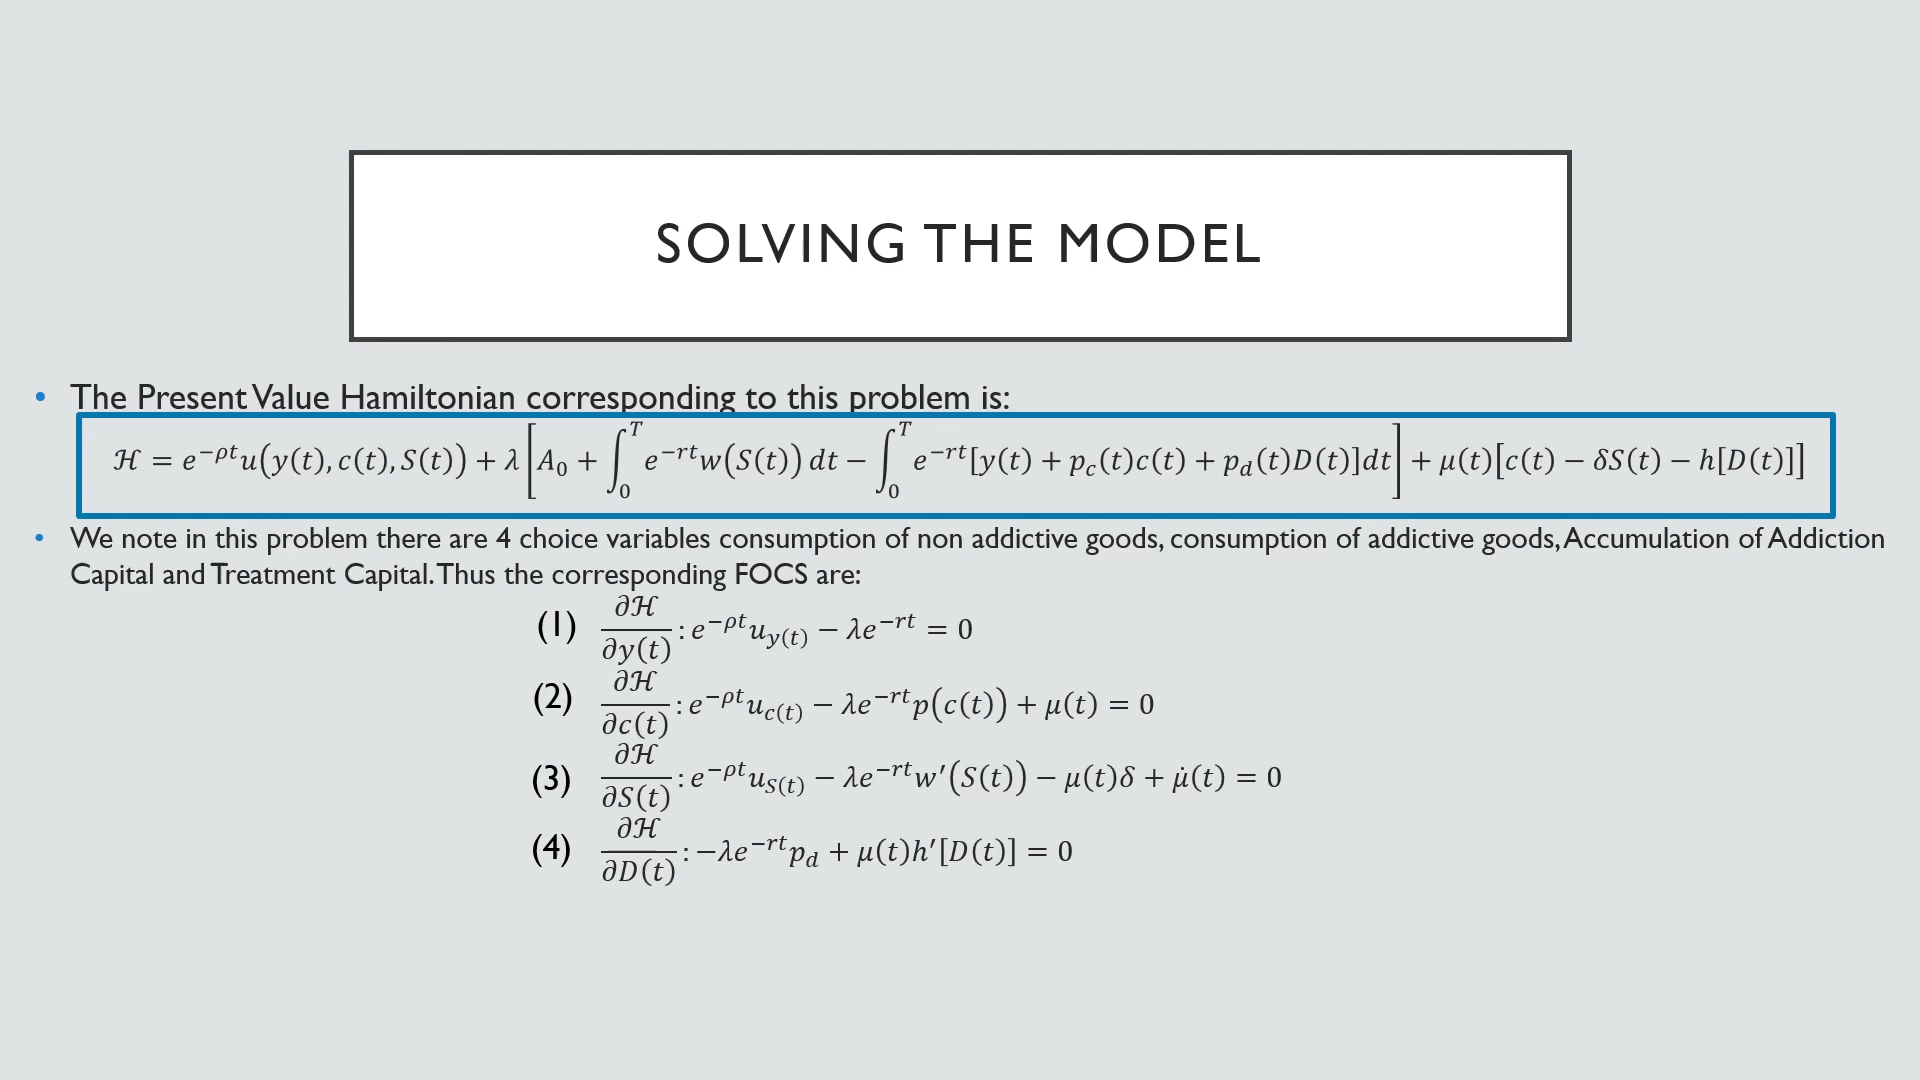 SOLVING THE MODEL
• The Present Value Hamiltonian corresponding to this problem is:
ℋ = e^{−ρt}u(y(t), c(t), S(t)) + λ[A₀ + ∫₀ᵀ e^{−rt}w(S(t)) dt − ∫₀ᵀ e^{−rt}[y(t) + p_c(t)c(t) + p_d(t)D(t)]dt] + μ(t)[c(t) − δS(t) − h[D(t)]]
• We note in this problem there are 4 choice variables consumption of non addictive goods, consumption of addictive goods, Accumulation of Addiction
Capital and Treatment Capital. Thus the corresponding FOCS are:
(1) ∂ℋ/∂y(t) : e^{−ρt}u_{y(t)} − λe^{−rt} = 0
(2) ∂ℋ/∂c(t) : e^{−ρt}u_{c(t)} − λe^{−rt}p(c(t)) + μ(t) = 0
(3) ∂ℋ/∂S(t) : e^{−ρt}u_{S(t)} − λe^{−rt}w′(S(t)) − μ(t)δ + μ̇(t) = 0
(4) ∂ℋ/∂D(t) : −λe^{−rt}p_d + μ(t)h′[D(t)] = 0